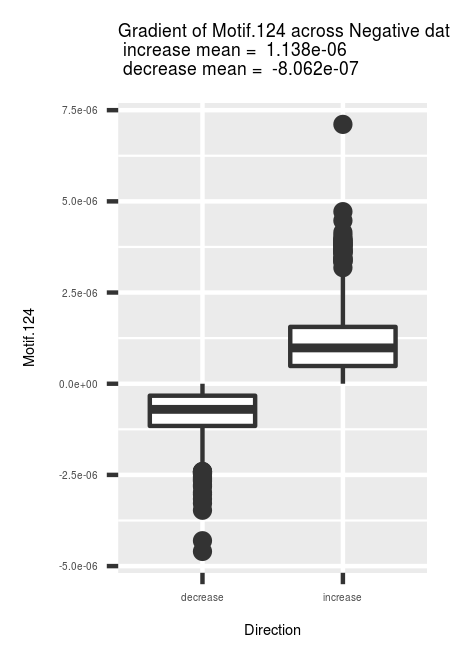 Gradient of Motif.124 across Negative dat
increase mean =  1.138e-06
decrease mean =  -8.062e-07
7.5e-06
5.0e-06
2.5e-06
0.0e+00
-2.5e-06
-5.0e-06
Motif.124
decrease
increase
Direction